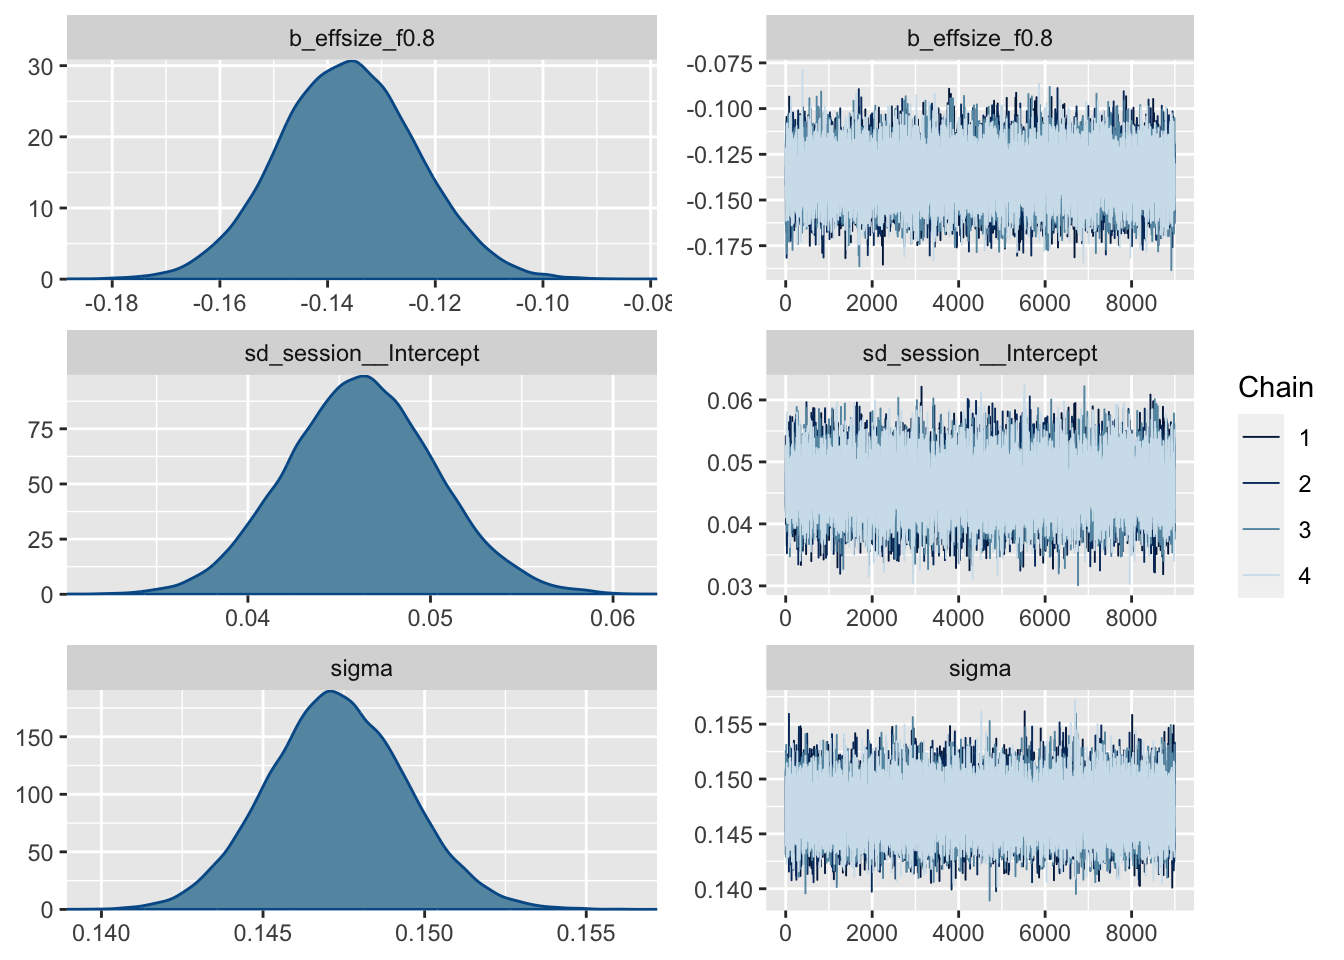 b_effsize_f0.8
30
20
10
0
-0.18 -0.16 -0.14 -0.12 -0.10 -0.08
b_effsize_f0.8
-0.075
-0.100
-0.125
-0.150
-0.175
0 2000 4000 6000 8000
sd_session__Intercept
75
50
25
0
0.04 0.05 0.06
sd_session__Intercept
0.06
0.05
0.04
0.03
0 2000 4000 6000 8000
sigma
150
100
50
0
0.140 0.145 0.150 0.155
sigma
0.155
0.150
0.145
0.140
0 2000 4000 6000 8000
Chain
1
2
3
4